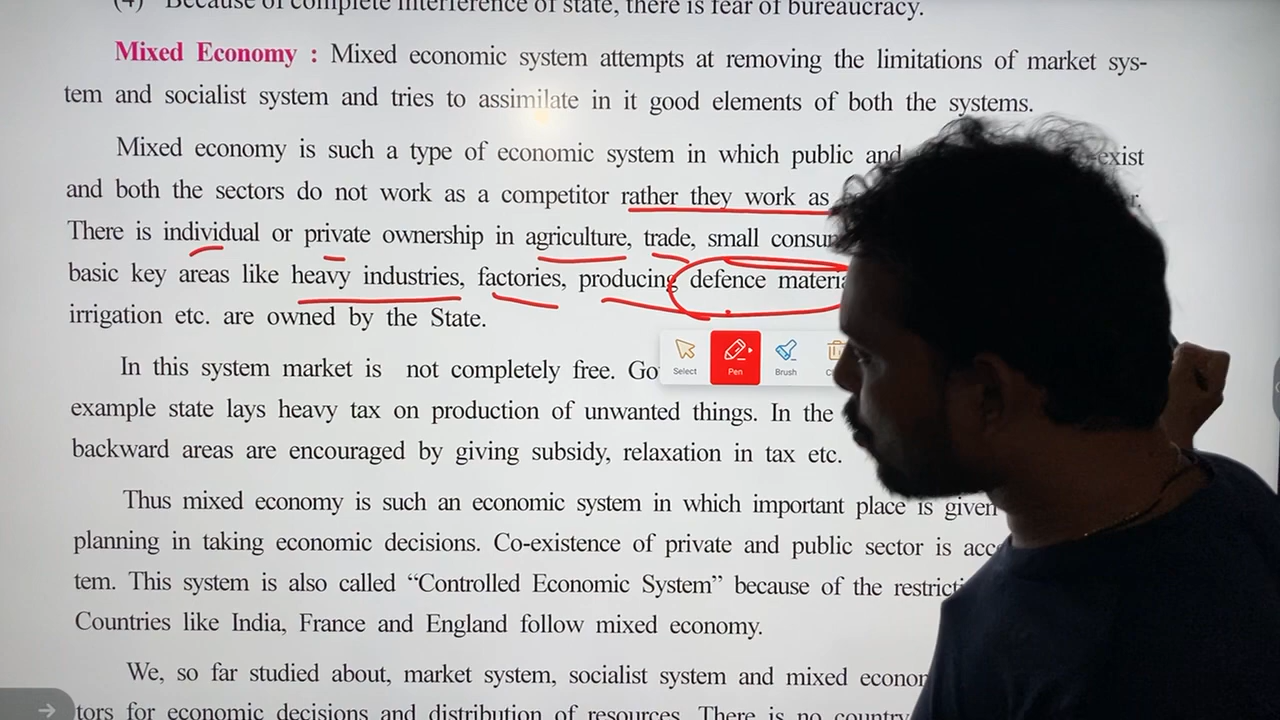 (4) Because of complete interference of state, there is fear of bureaucracy.
Mixed Economy : Mixed economic system attempts at removing the limitations of market sys-
tem and socialist system and tries to assimilate in it good elements of both the systems.
Mixed economy is such a type of economic system in which public and -exist
and both the sectors do not work as a competitor rather they work as
There is individual or private ownership in agriculture, trade, small
basic key areas like heavy industries, factories, producing defence
irrigation etc. are owned by the State.
In this system market is not completely free.
Select Pen Brush
example state lays heavy tax on production of unwanted things. In the
backward areas are encouraged by giving subsidy, relaxation in tax etc.
Thus mixed economy is such an economic system in which important place is given
planning in taking economic decisions. Co-existence of private and public sector is
tem. This system is also called “Controlled Economic System” because of the
Countries like India, France and England follow mixed economy.
We, so far studied about, market system, socialist system and mixed
tors for economic decisions and distribution of resources. There is no country